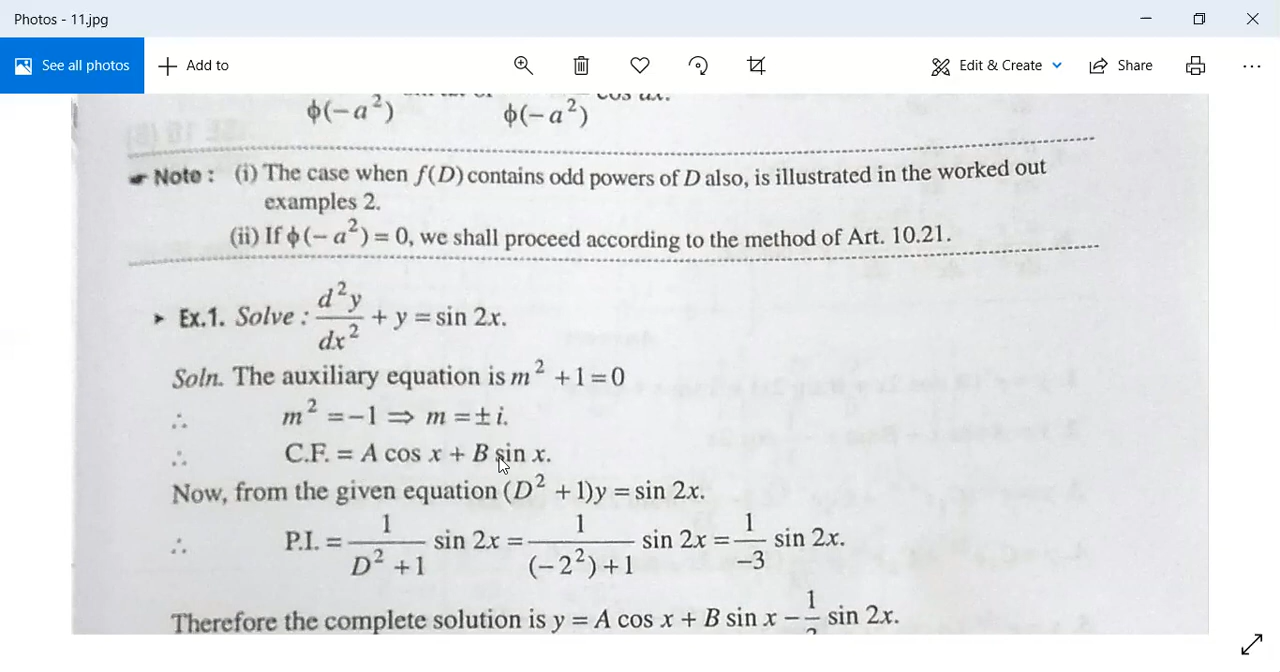 Photos - 11.jpg
See all photos
Add to
Edit & Create
Share
ϕ(−a²) ϕ(−a²) cos ax.
Note : (i) The case when f(D) contains odd powers of D also, is illustrated in the worked out
examples 2.
(ii) If ϕ(− a²) = 0, we shall proceed according to the method of Art. 10.21.
Ex.1. Solve : d²y/dx² + y = sin 2x.
Soln. The auxiliary equation is m² + 1 = 0
∴ m² = −1 ⇒ m = ± i.
∴ C.F. = A cos x + B sin x.
Now, from the given equation (D² + 1)y = sin 2x.
∴ P.I. = 1/(D² + 1) sin 2x = 1/((−2²) + 1) sin 2x = 1/−3 sin 2x.
Therefore the complete solution is y = A cos x + B sin x − 1/3 sin 2x.